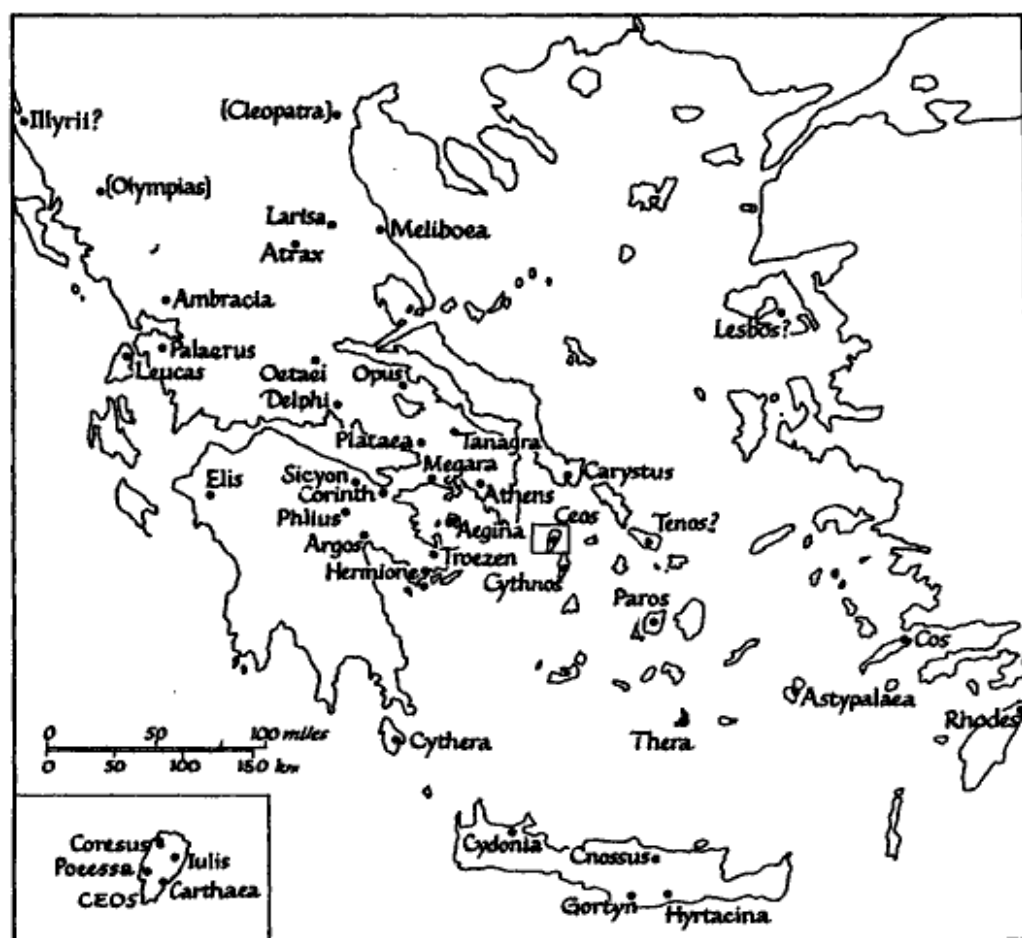 {Cleopatra}
Illyrii?
{Olympias}
Larisa
Meliboea
Atrax
Ambracia
Lesbos?
Palaerus
Leucas
Oetaei
Opus
Delphi
Plataea
Tanagra
Megara
Carystus
Elis
Sicyon
Athens
Corinth
Phlius
Ceos
Aegina
Tenos?
Argos
Troezen
Hermione
Cythnos
Paros
Cos
Astypalaea
Rhodes
0 50 100 miles
Cythera
Thera
0 50 100 150 km
Coresus
Poeessa
Iulis
Carthaea
CEOS
Cydonia
Cnossus
Gortyn
Hyrtacina